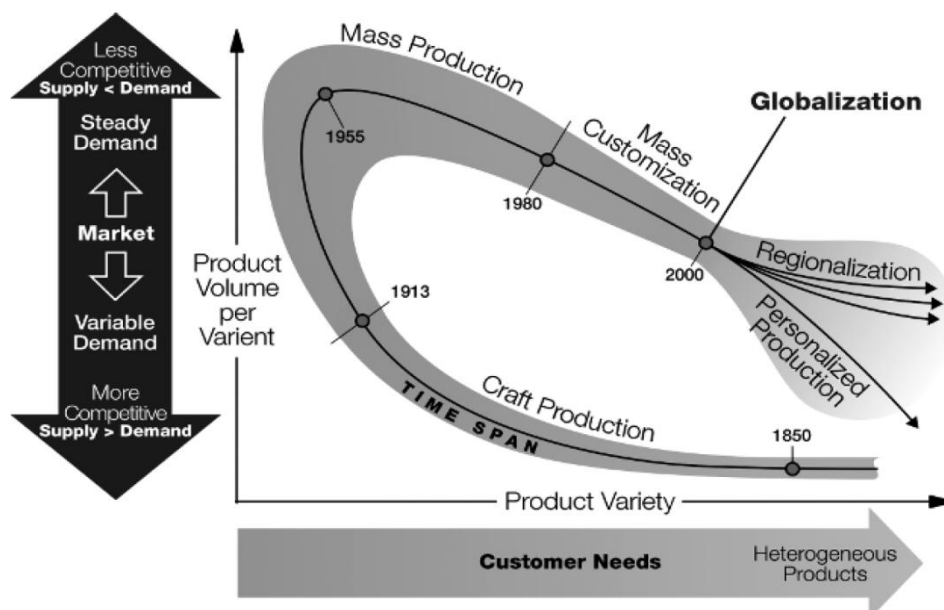 Less
Competitive
Supply < Demand
Steady
Demand
Market
Variable
Demand
More
Competitive
Supply > Demand
Product
Volume
per
Varient
Mass Production
1955
Mass
Customization
1980
Globalization
2000
Regionalization
Personalized
Production
1913
Craft Production
TIME SPAN
1850
Product Variety
Customer Needs
Heterogeneous
Products